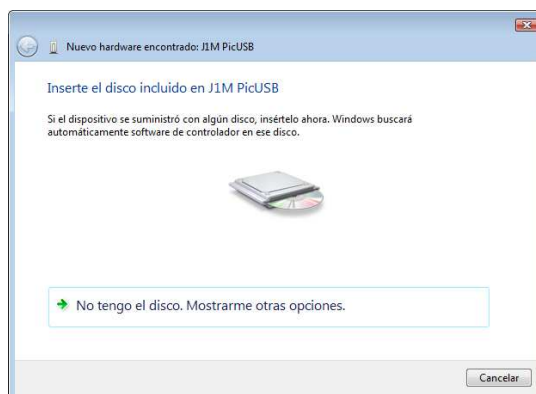 Nuevo hardware encontrado: J1M PicUSB
Inserte el disco incluido en J1M PicUSB
Si el dispositivo se suministró con algún disco, insértelo ahora. Windows buscará
automáticamente software de controlador en ese disco.
No tengo el disco. Mostrarme otras opciones.
Cancelar